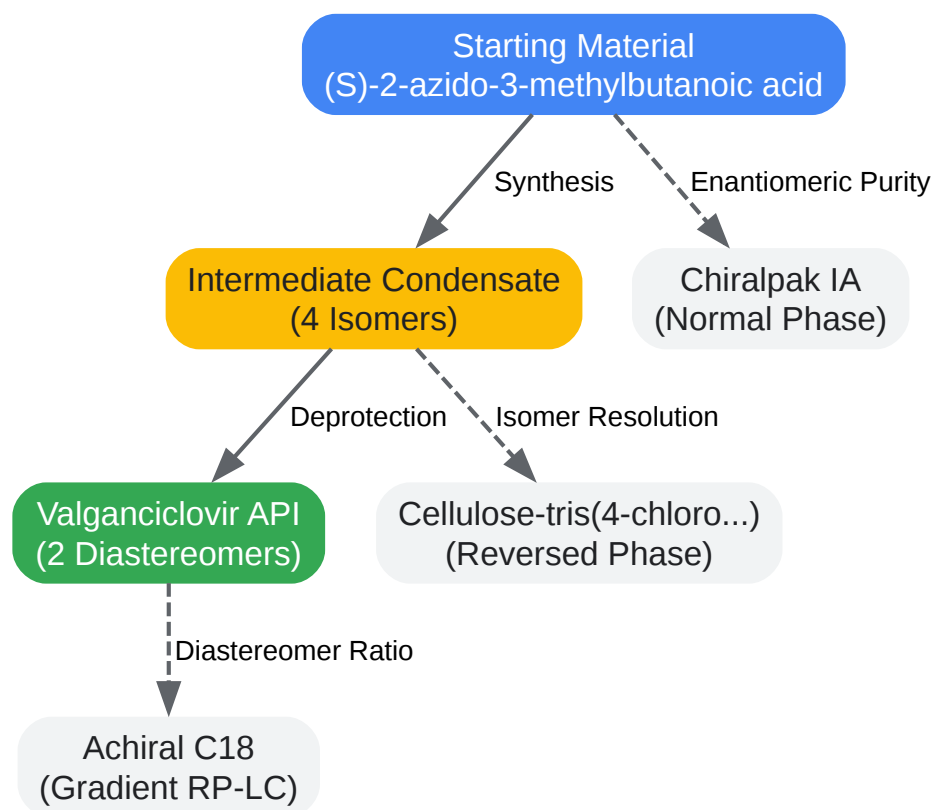 Starting Material
(S)-2-azido-3-methylbutanoic acid
Synthesis
Enantiomeric Purity
Intermediate Condensate
(4 Isomers)
Chiralpak IA
(Normal Phase)
Deprotection
Isomer Resolution
Valganciclovir API
(2 Diastereomers)
Cellulose-tris(4-chloro...)
(Reversed Phase)
Diastereomer Ratio
Achiral C18
(Gradient RP-LC)